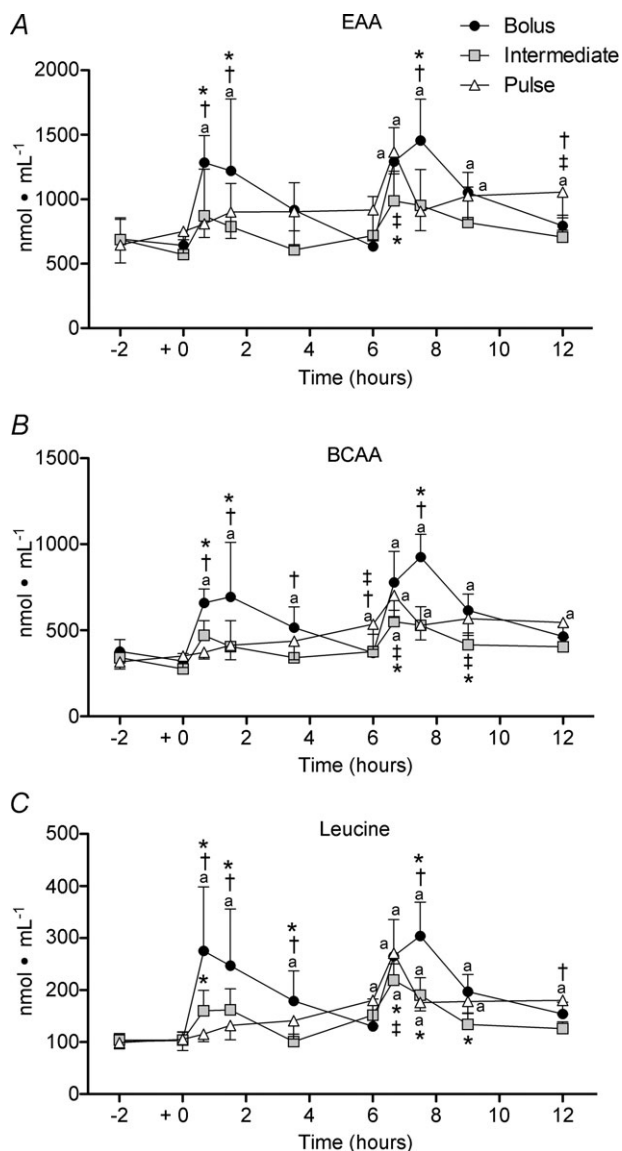 A
EAA
Bolus
Intermediate
Pulse
nmol • mL⁻¹
2000
1500
1000
500
0
* † a
* † a
a
a
‡ *
* † a
a
a
† ‡ a
-2 + 0 2 4 6 8 10 12
Time (hours)
B
BCAA
nmol • mL⁻¹
1500
1000
500
0
* † a
* † a
† a
‡ † a
a
a
a ‡ *
* † a
a
a
‡ *
a
-2 + 0 2 4 6 8 10 12
Time (hours)
C
Leucine
nmol • mL⁻¹
500
400
300
200
100
0
* † a
*
* † a
* † a
a
a
a
a * ‡
* † a
a
a *
a
a
*
† a
-2 + 0 2 4 6 8 10 12
Time (hours)